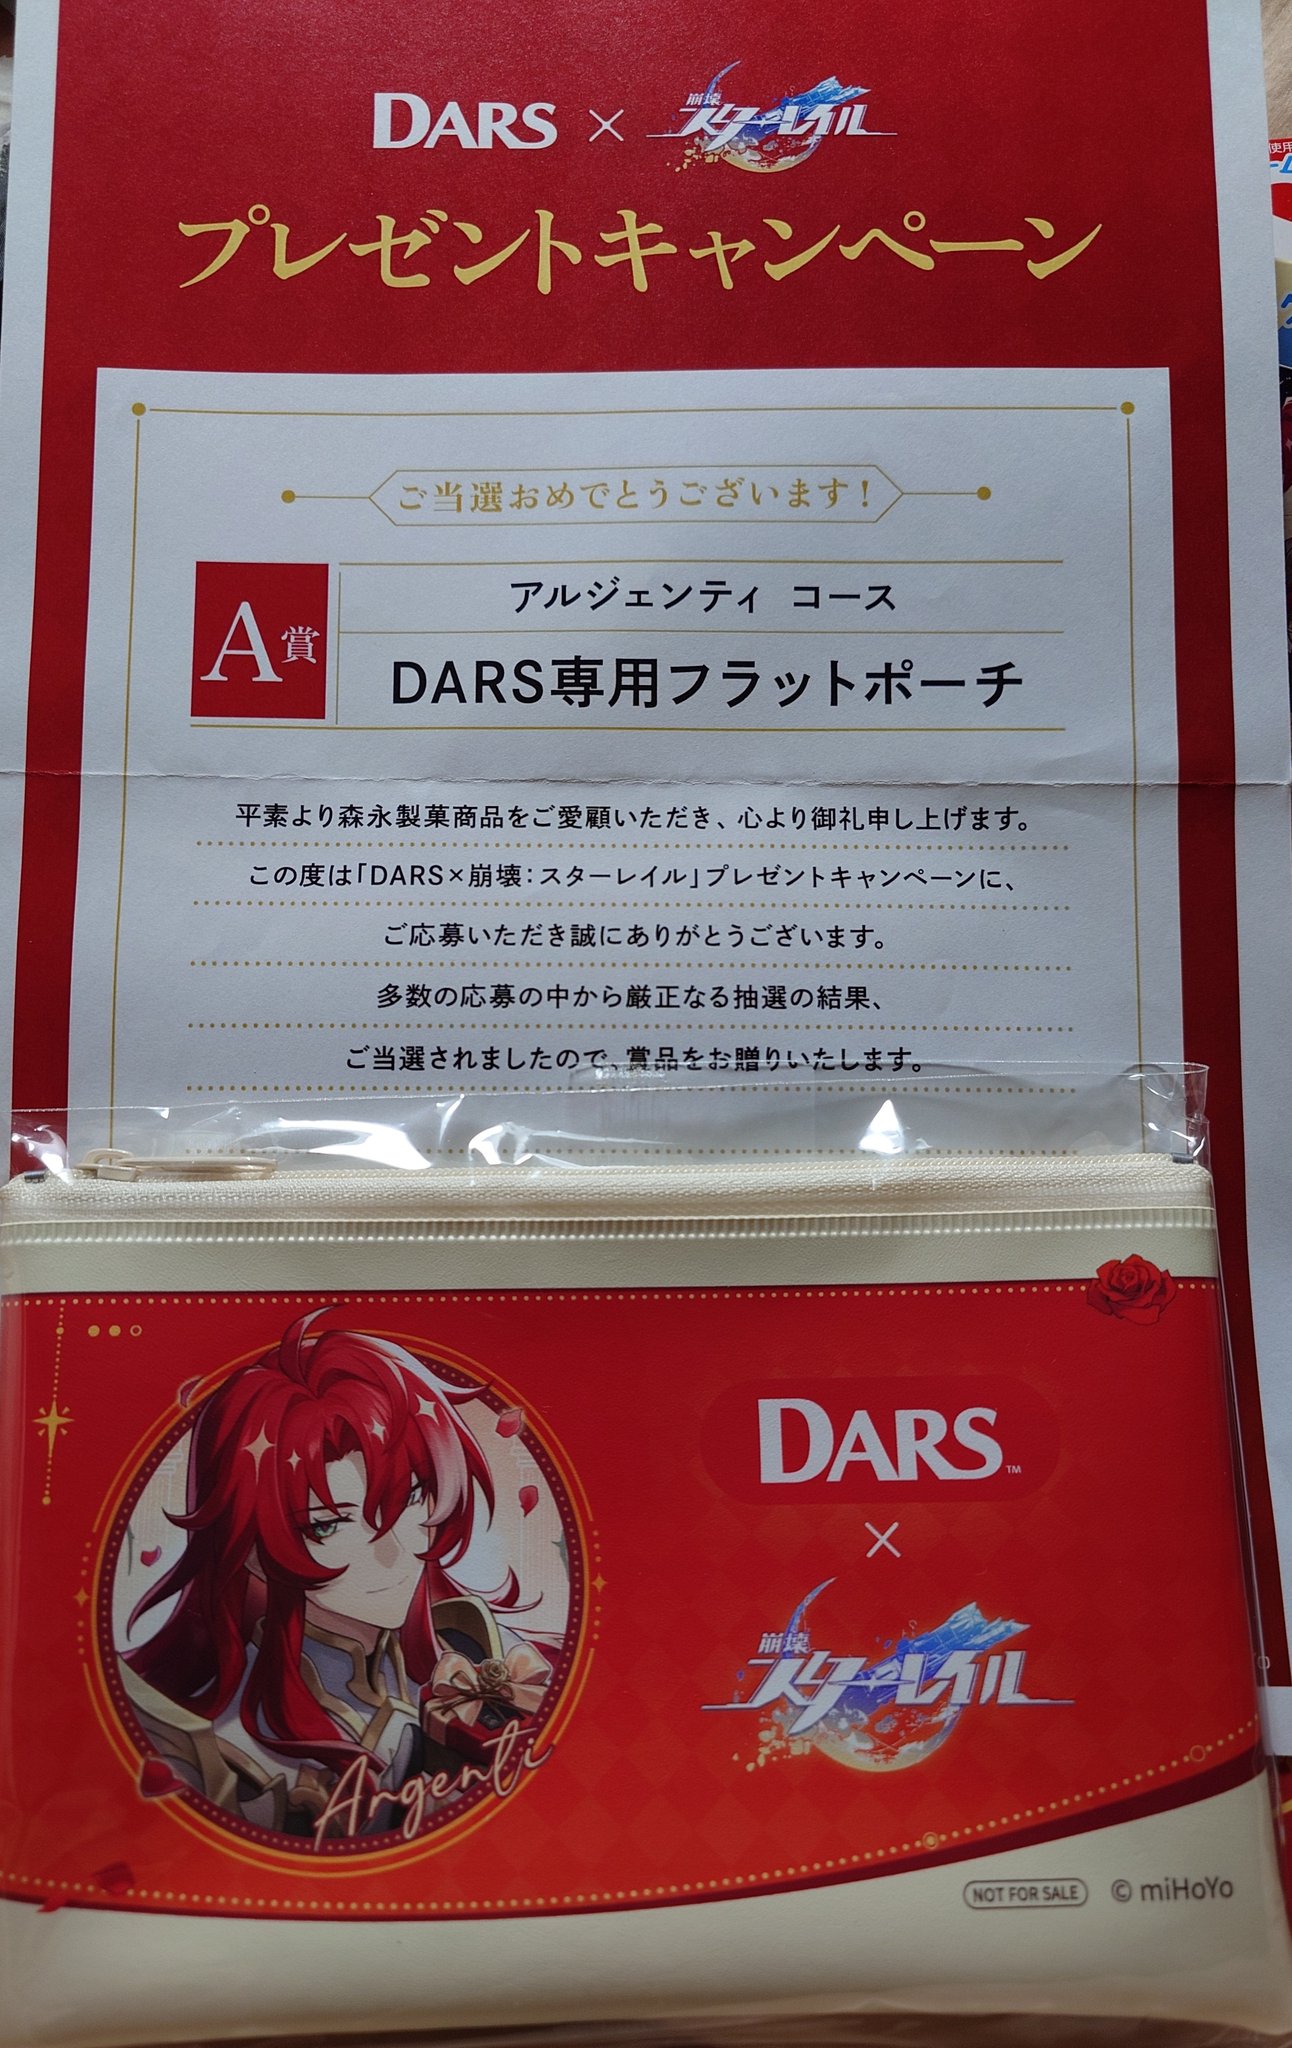 DARS × 崩壊 スターレイル
プレゼントキャンペーン
ご当選おめでとうございます!
A賞
アルジェンティ コース
DARS専用フラットポーチ
平素より森永製菓商品をご愛顧いただき、心より御礼申し上げます。
この度は「DARS×崩壊:スターレイル」プレゼントキャンペーンに、
ご応募いただき誠にありがとうございます。
多数の応募の中から厳正なる抽選の結果、
ご当選されましたので、賞品をお贈りいたします。
DARS™
×
崩壊
スターレイル
Argenti
NOT FOR SALE © miHoYo
使用